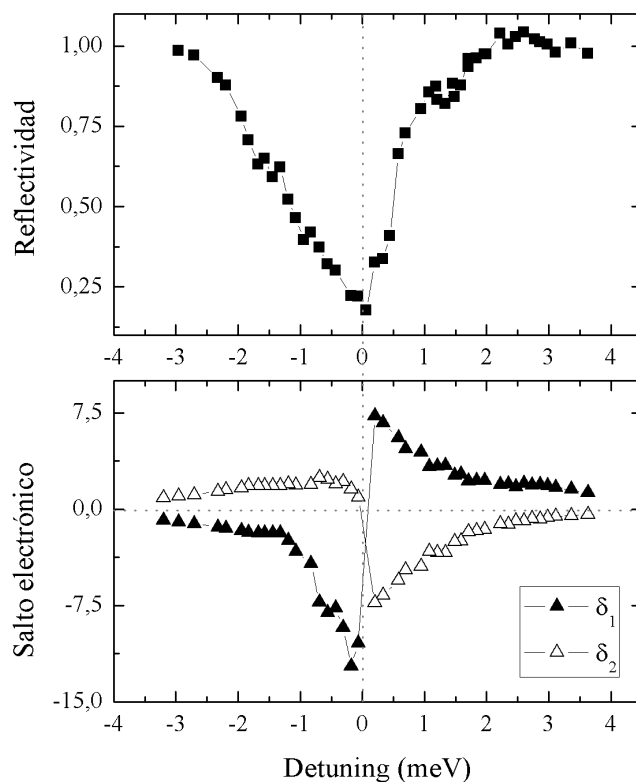 1,00
0,75
0,50
0,25
Reflectividad
-4 -3 -2 -1 0 1 2 3 4
7,5
0,0
-7,5
-15,0
Salto electrónico
δ1
δ2
-4 -3 -2 -1 0 1 2 3 4
Detuning (meV)